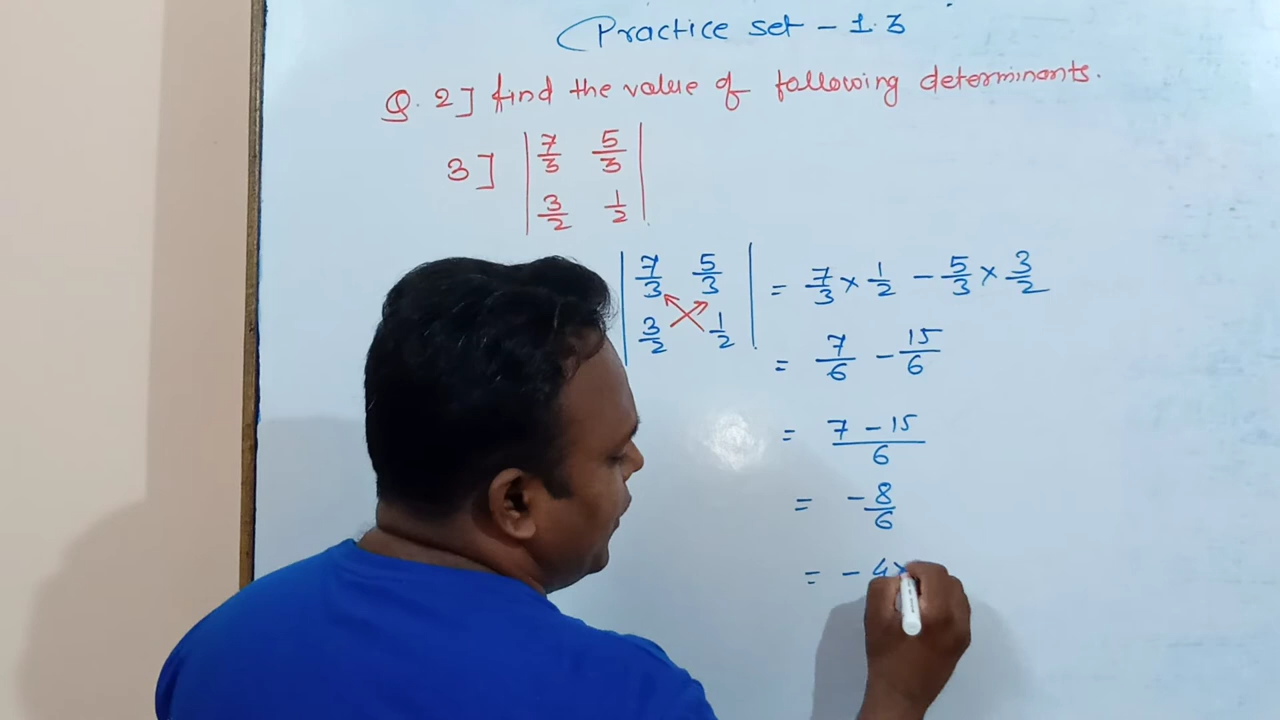 Practice set - 1.3
Q. 2] find the value of following determinants.
3] | 7/3 5/3 |
| 3/2 1/2 |
| 7/3 5/3 | = 7/3 × 1/2 - 5/3 × 3/2
| 3/2 1/2 |
= 7/6 - 15/6
= 7 - 15 / 6
= - 8/6
= - 4×